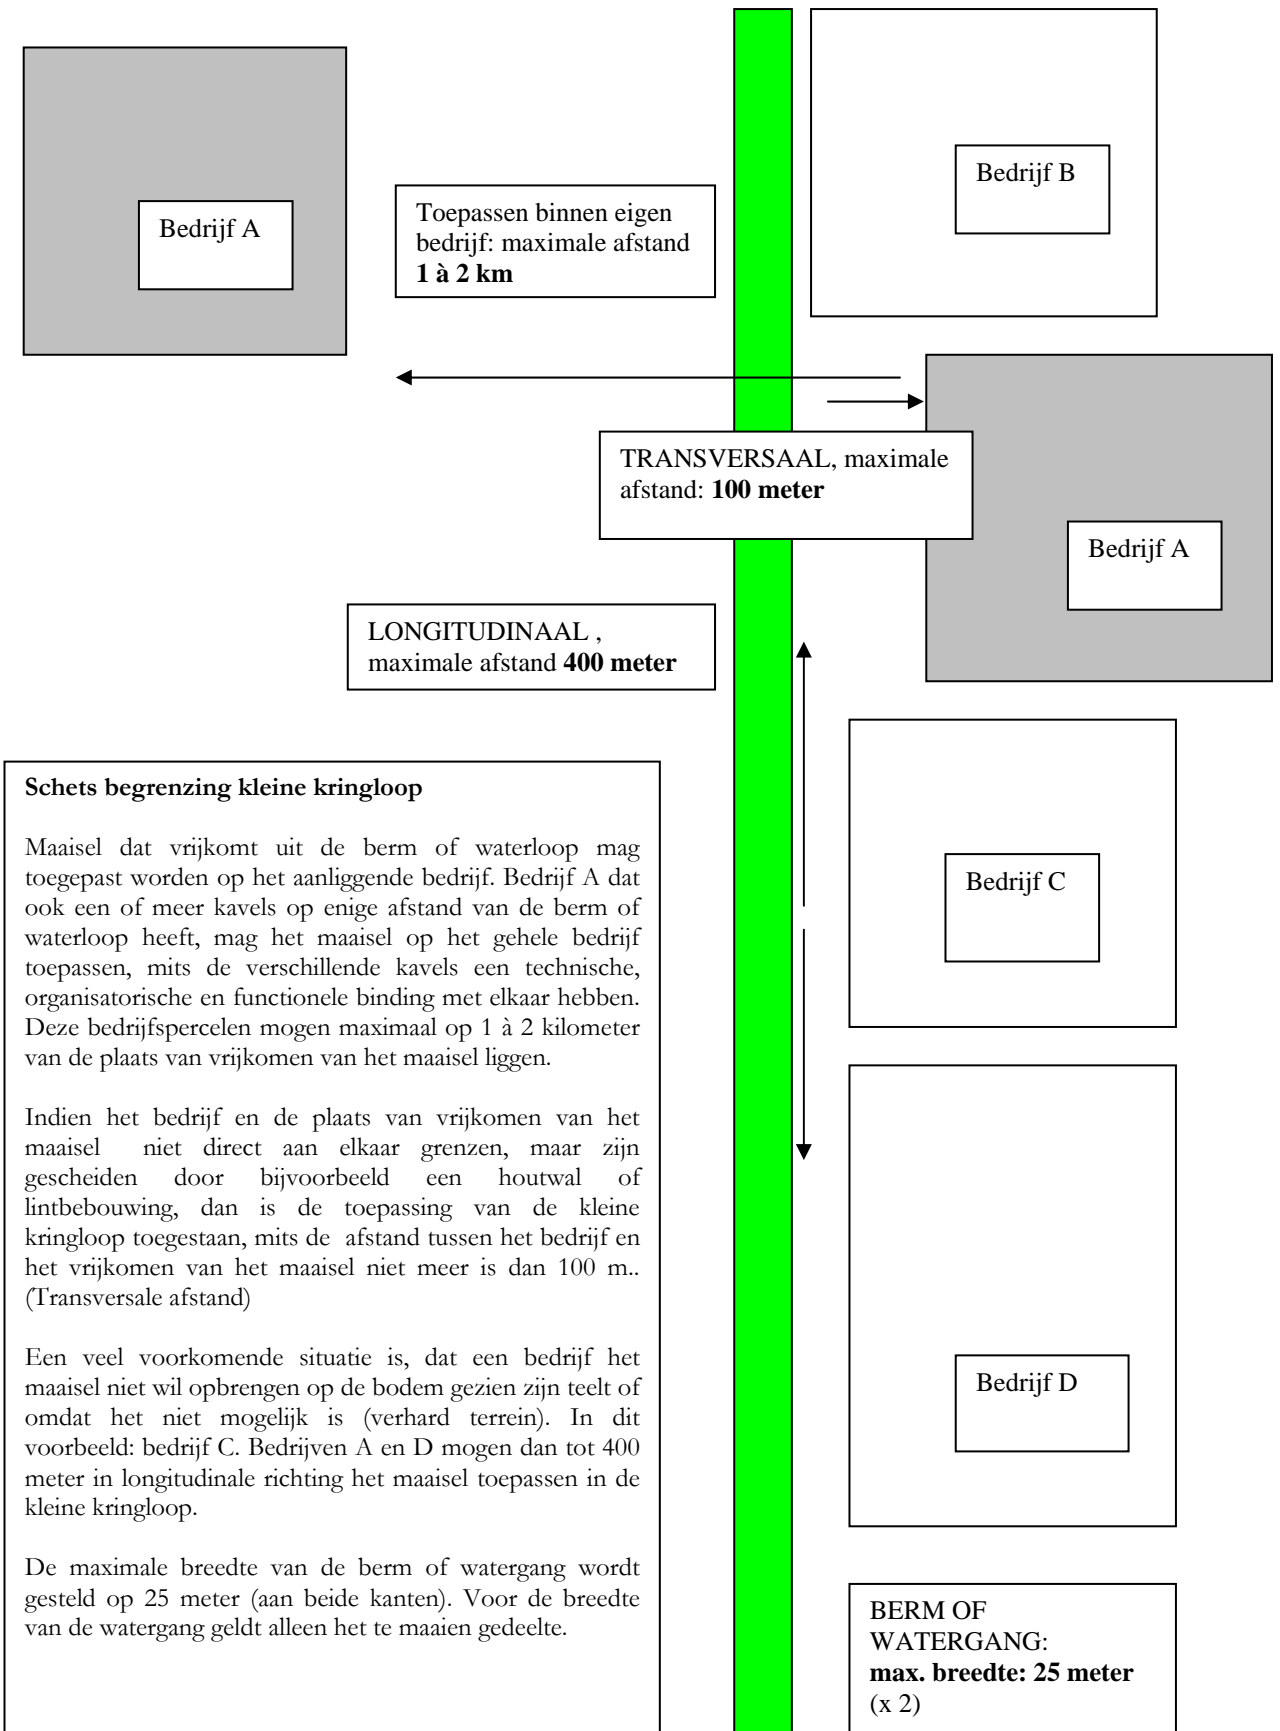 Bedrijf B
Bedrijf A
Toepassen binnen eigen
bedrijf: maximale afstand
1 à 2 km
TRANSVERSAAL, maximale
afstand: 100 meter
Bedrijf A
LONGITUDINAAL ,
maximale afstand 400 meter
Schets begrenzing kleine kringloop
Maaisel dat vrijkomt uit de berm of waterloop mag
toegepast worden op het aanliggende bedrijf. Bedrijf A dat
ook een of meer kavels op enige afstand van de berm of
waterloop heeft, mag het maaisel op het gehele bedrijf
toepassen, mits de verschillende kavels een technische,
organisatorische en functionele binding met elkaar hebben.
Deze bedrijfspercelen mogen maximaal op 1 à 2 kilometer
van de plaats van vrijkomen van het maaisel liggen.
Indien het bedrijf en de plaats van vrijkomen van het
maaisel niet direct aan elkaar grenzen, maar zijn
gescheiden door bijvoorbeeld een houtwal of
lintbebouwing, dan is de toepassing van de kleine
kringloop toegestaan, mits de afstand tussen het bedrijf en
het vrijkomen van het maaisel niet meer is dan 100 m..
(Transversale afstand)
Een veel voorkomende situatie is, dat een bedrijf het
maaisel niet wil opbrengen op de bodem gezien zijn teelt of
omdat het niet mogelijk is (verhard terrein). In dit
voorbeeld: bedrijf C. Bedrijven A en D mogen dan tot 400
meter in longitudinale richting het maaisel toepassen in de
kleine kringloop.
De maximale breedte van de berm of watergang wordt
gesteld op 25 meter (aan beide kanten). Voor de breedte
van de watergang geldt alleen het te maaien gedeelte.
Bedrijf C
Bedrijf D
BERM OF
WATERGANG:
max. breedte: 25 meter
(x 2)